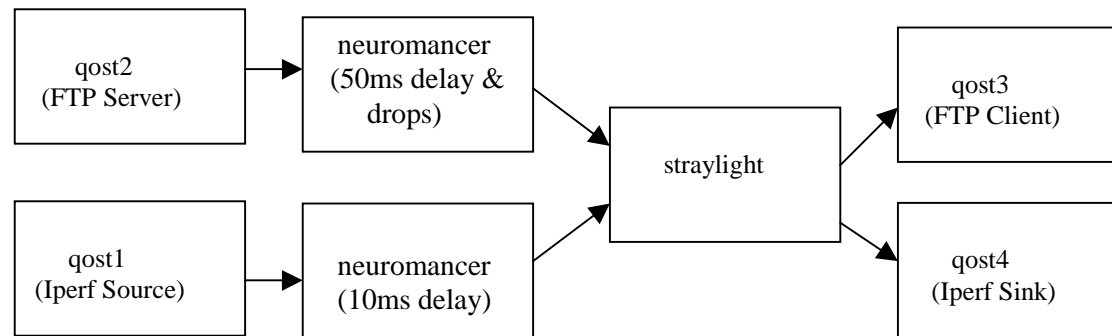 qost2
(FTP Server)
neuromancer
(50ms delay &
drops)
straylight
qost3
(FTP Client)
qost1
(Iperf Source)
neuromancer
(10ms delay)
qost4
(Iperf Sink)